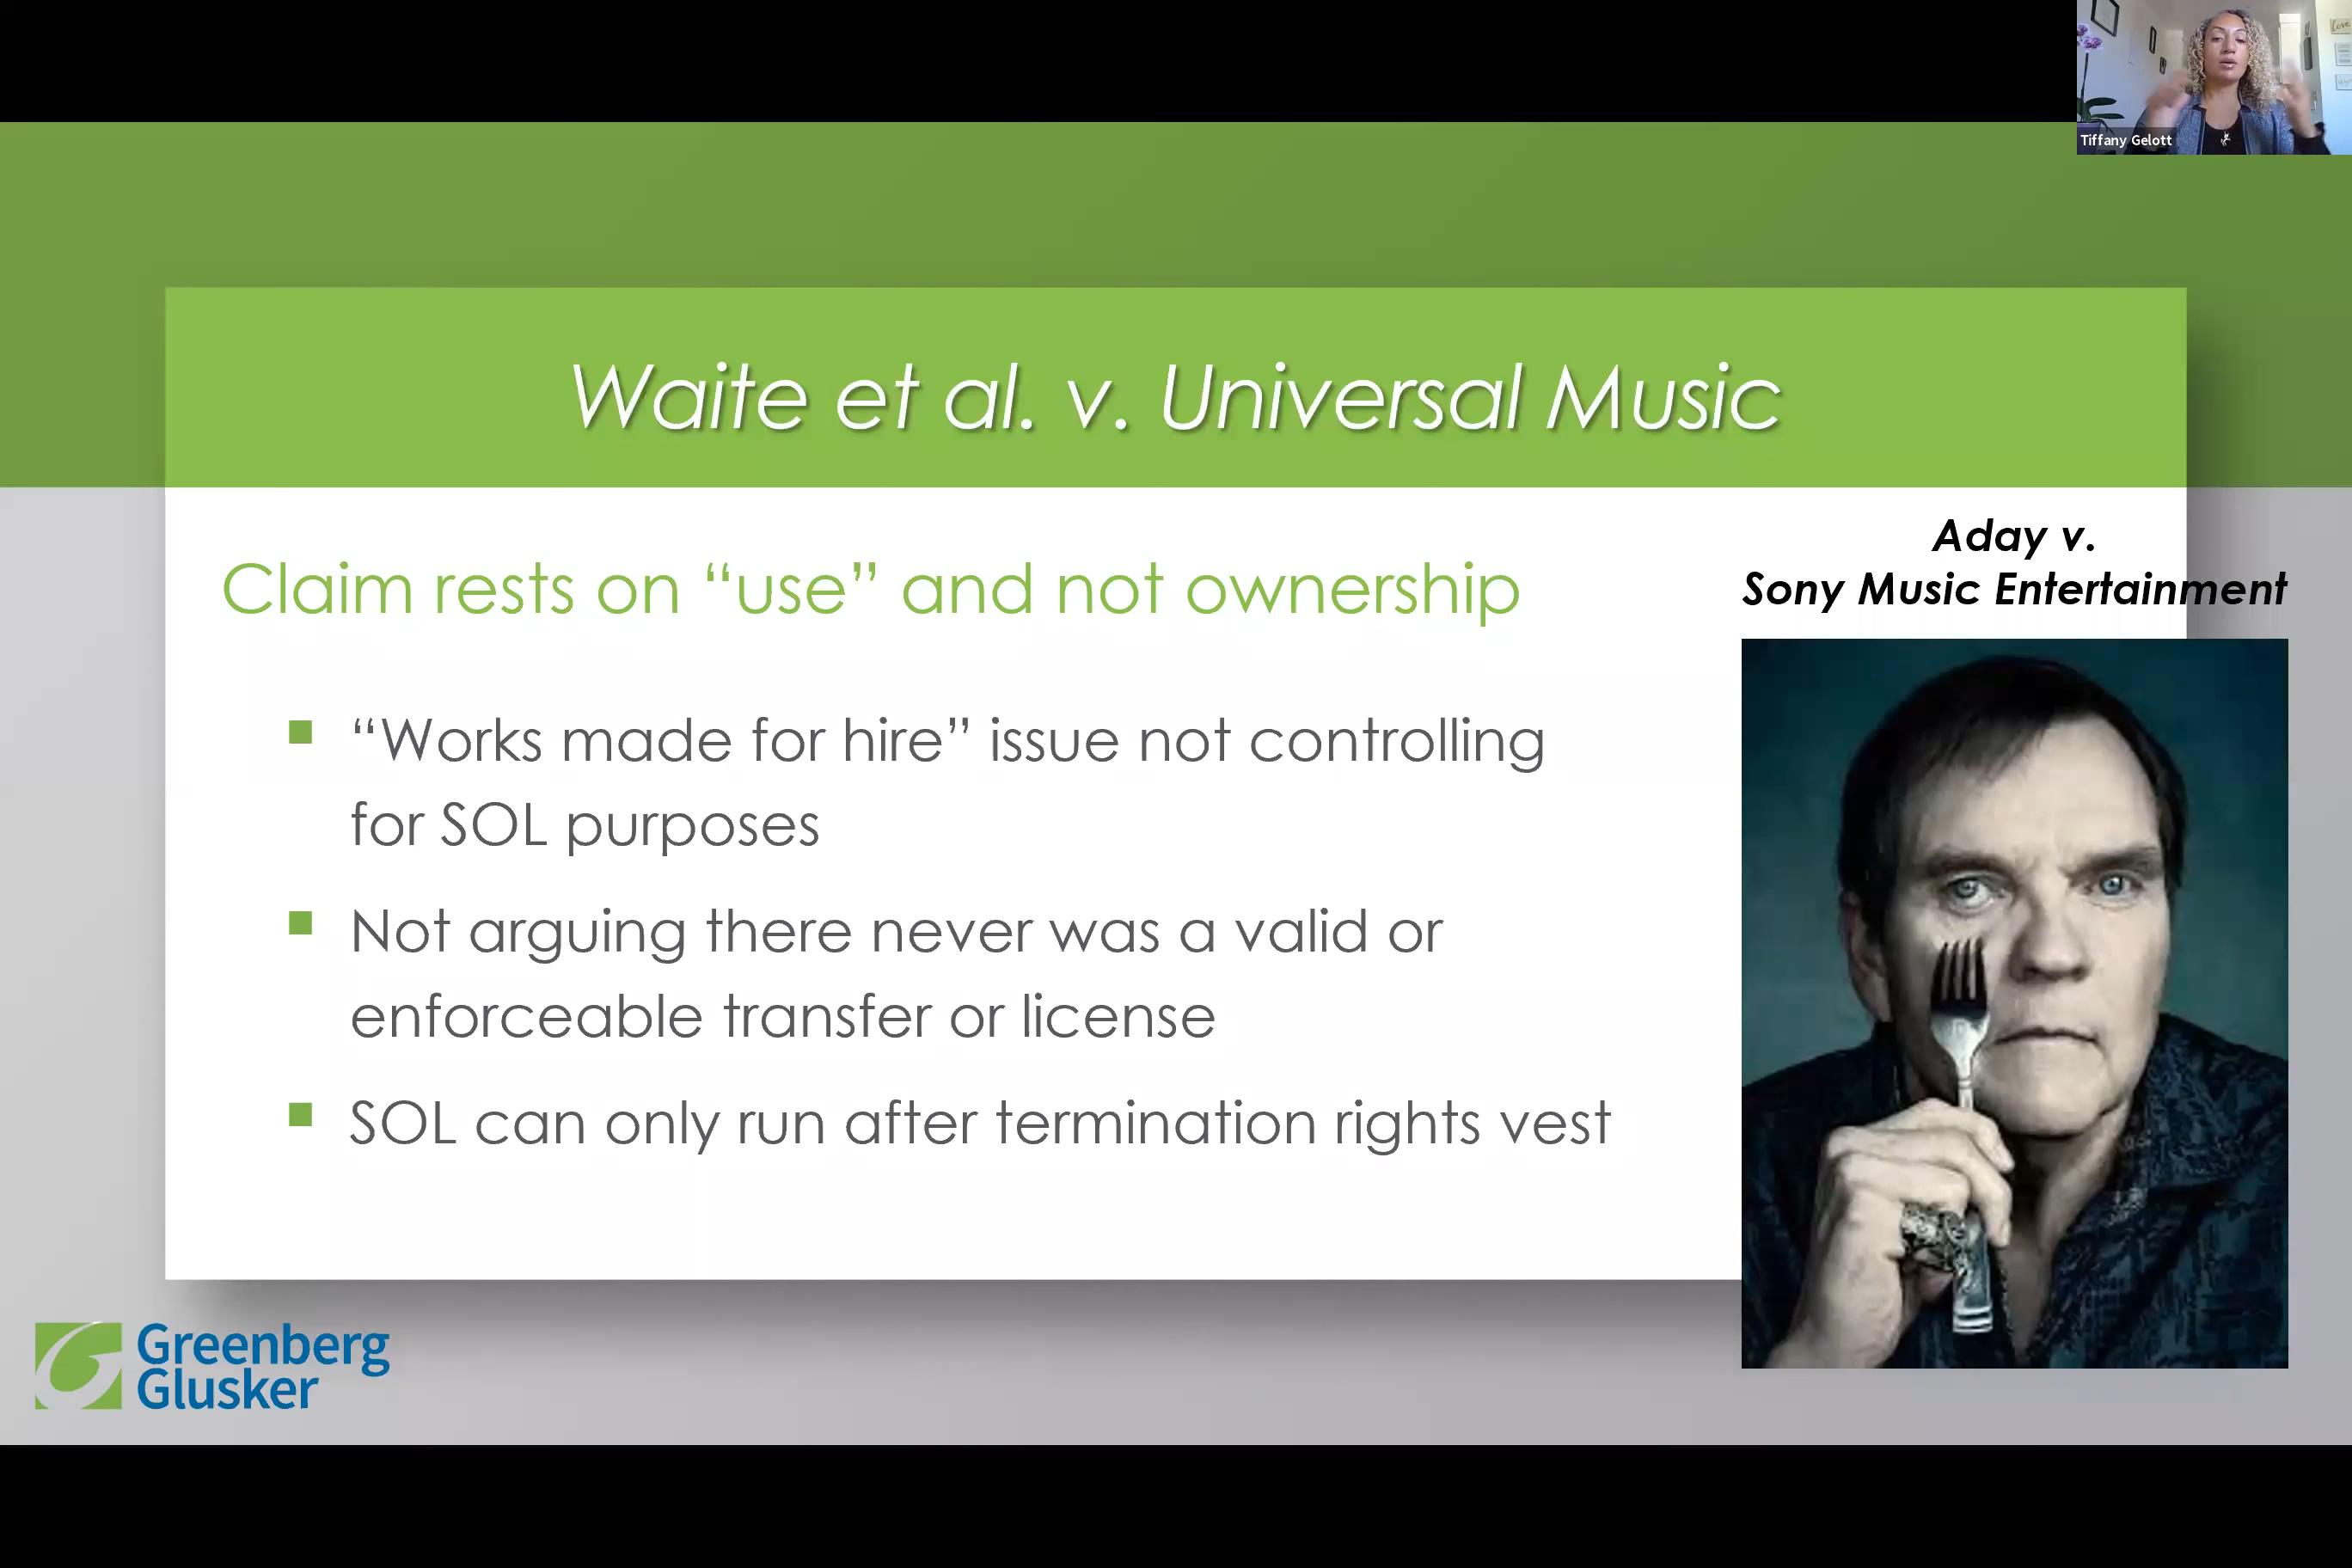 Tiffany Gelott
Waite et al. v. Universal Music
Claim rests on “use” and not ownership
“Works made for hire” issue not controlling
for SOL purposes
Not arguing there never was a valid or
enforceable transfer or license
SOL can only run after termination rights vest
Aday v.
Sony Music Entertainment
Greenberg
Glusker